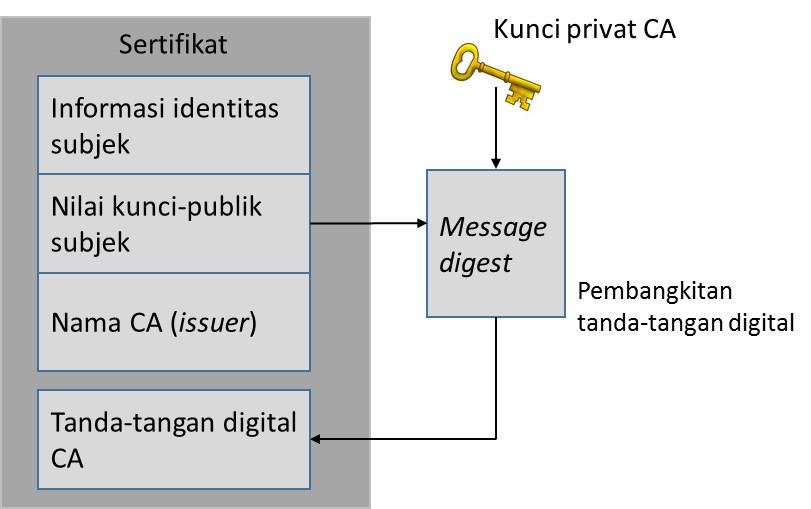 Sertifikat
Informasi identitas
subjek
Nilai kunci-publik
subjek
Nama CA (issuer)
Tanda-tangan digital
CA
Kunci privat CA
Message
digest
Pembangkitan
tanda-tangan digital